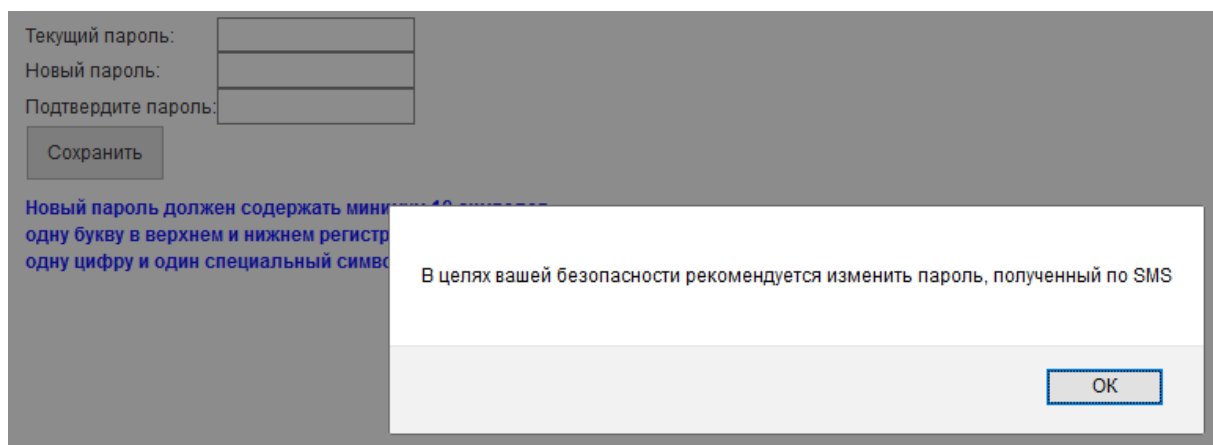 Текущий пароль:
Новый пароль:
Подтвердите пароль:
Сохранить
Новый пароль должен содержать
одну букву в верхнем и нижнем
одну цифру и один специальный
В целях вашей безопасности рекомендуется изменить пароль, полученный по SMS
ОК